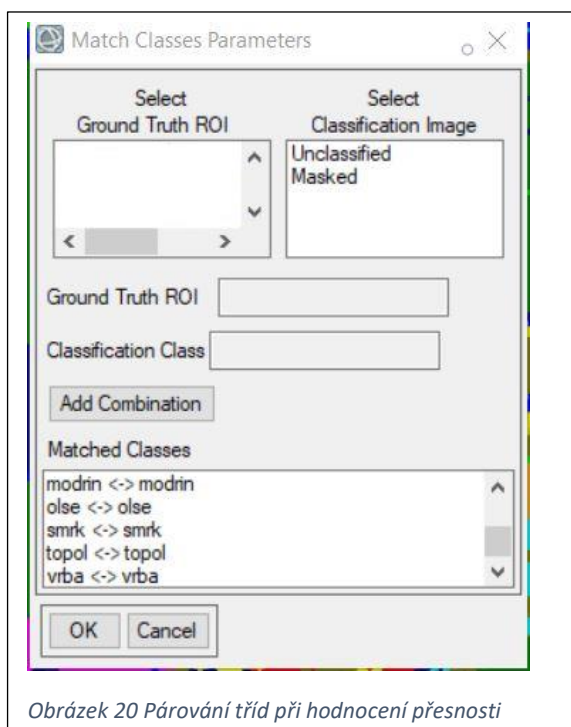 Match Classes Parameters
Select
Ground Truth ROI
Select
Classification Image
Unclassified
Masked
Ground Truth ROI
Classification Class
Add Combination
Matched Classes
modrin <-> modrin
olse <-> olse
smrk <-> smrk
topol <-> topol
vrba <-> vrba
OK
Cancel
Obrázek 20 Párování tříd při hodnocení přesnosti